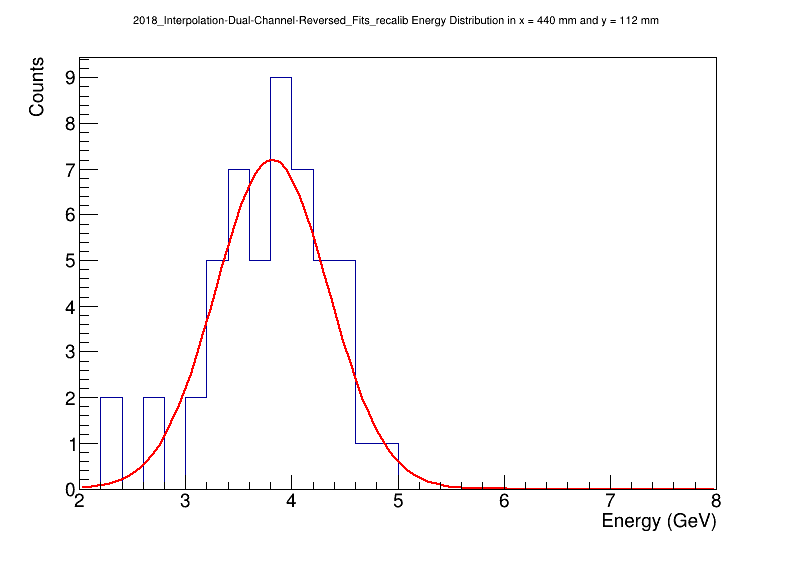 2018_Interpolation-Dual-Channel-Reversed_Fits_recalib Energy Distribution in x = 440 mm and y = 112 mm
Counts
9
8
7
6
5
4
3
2
1
0
2 3 4 5 6 7 8
Energy (GeV)